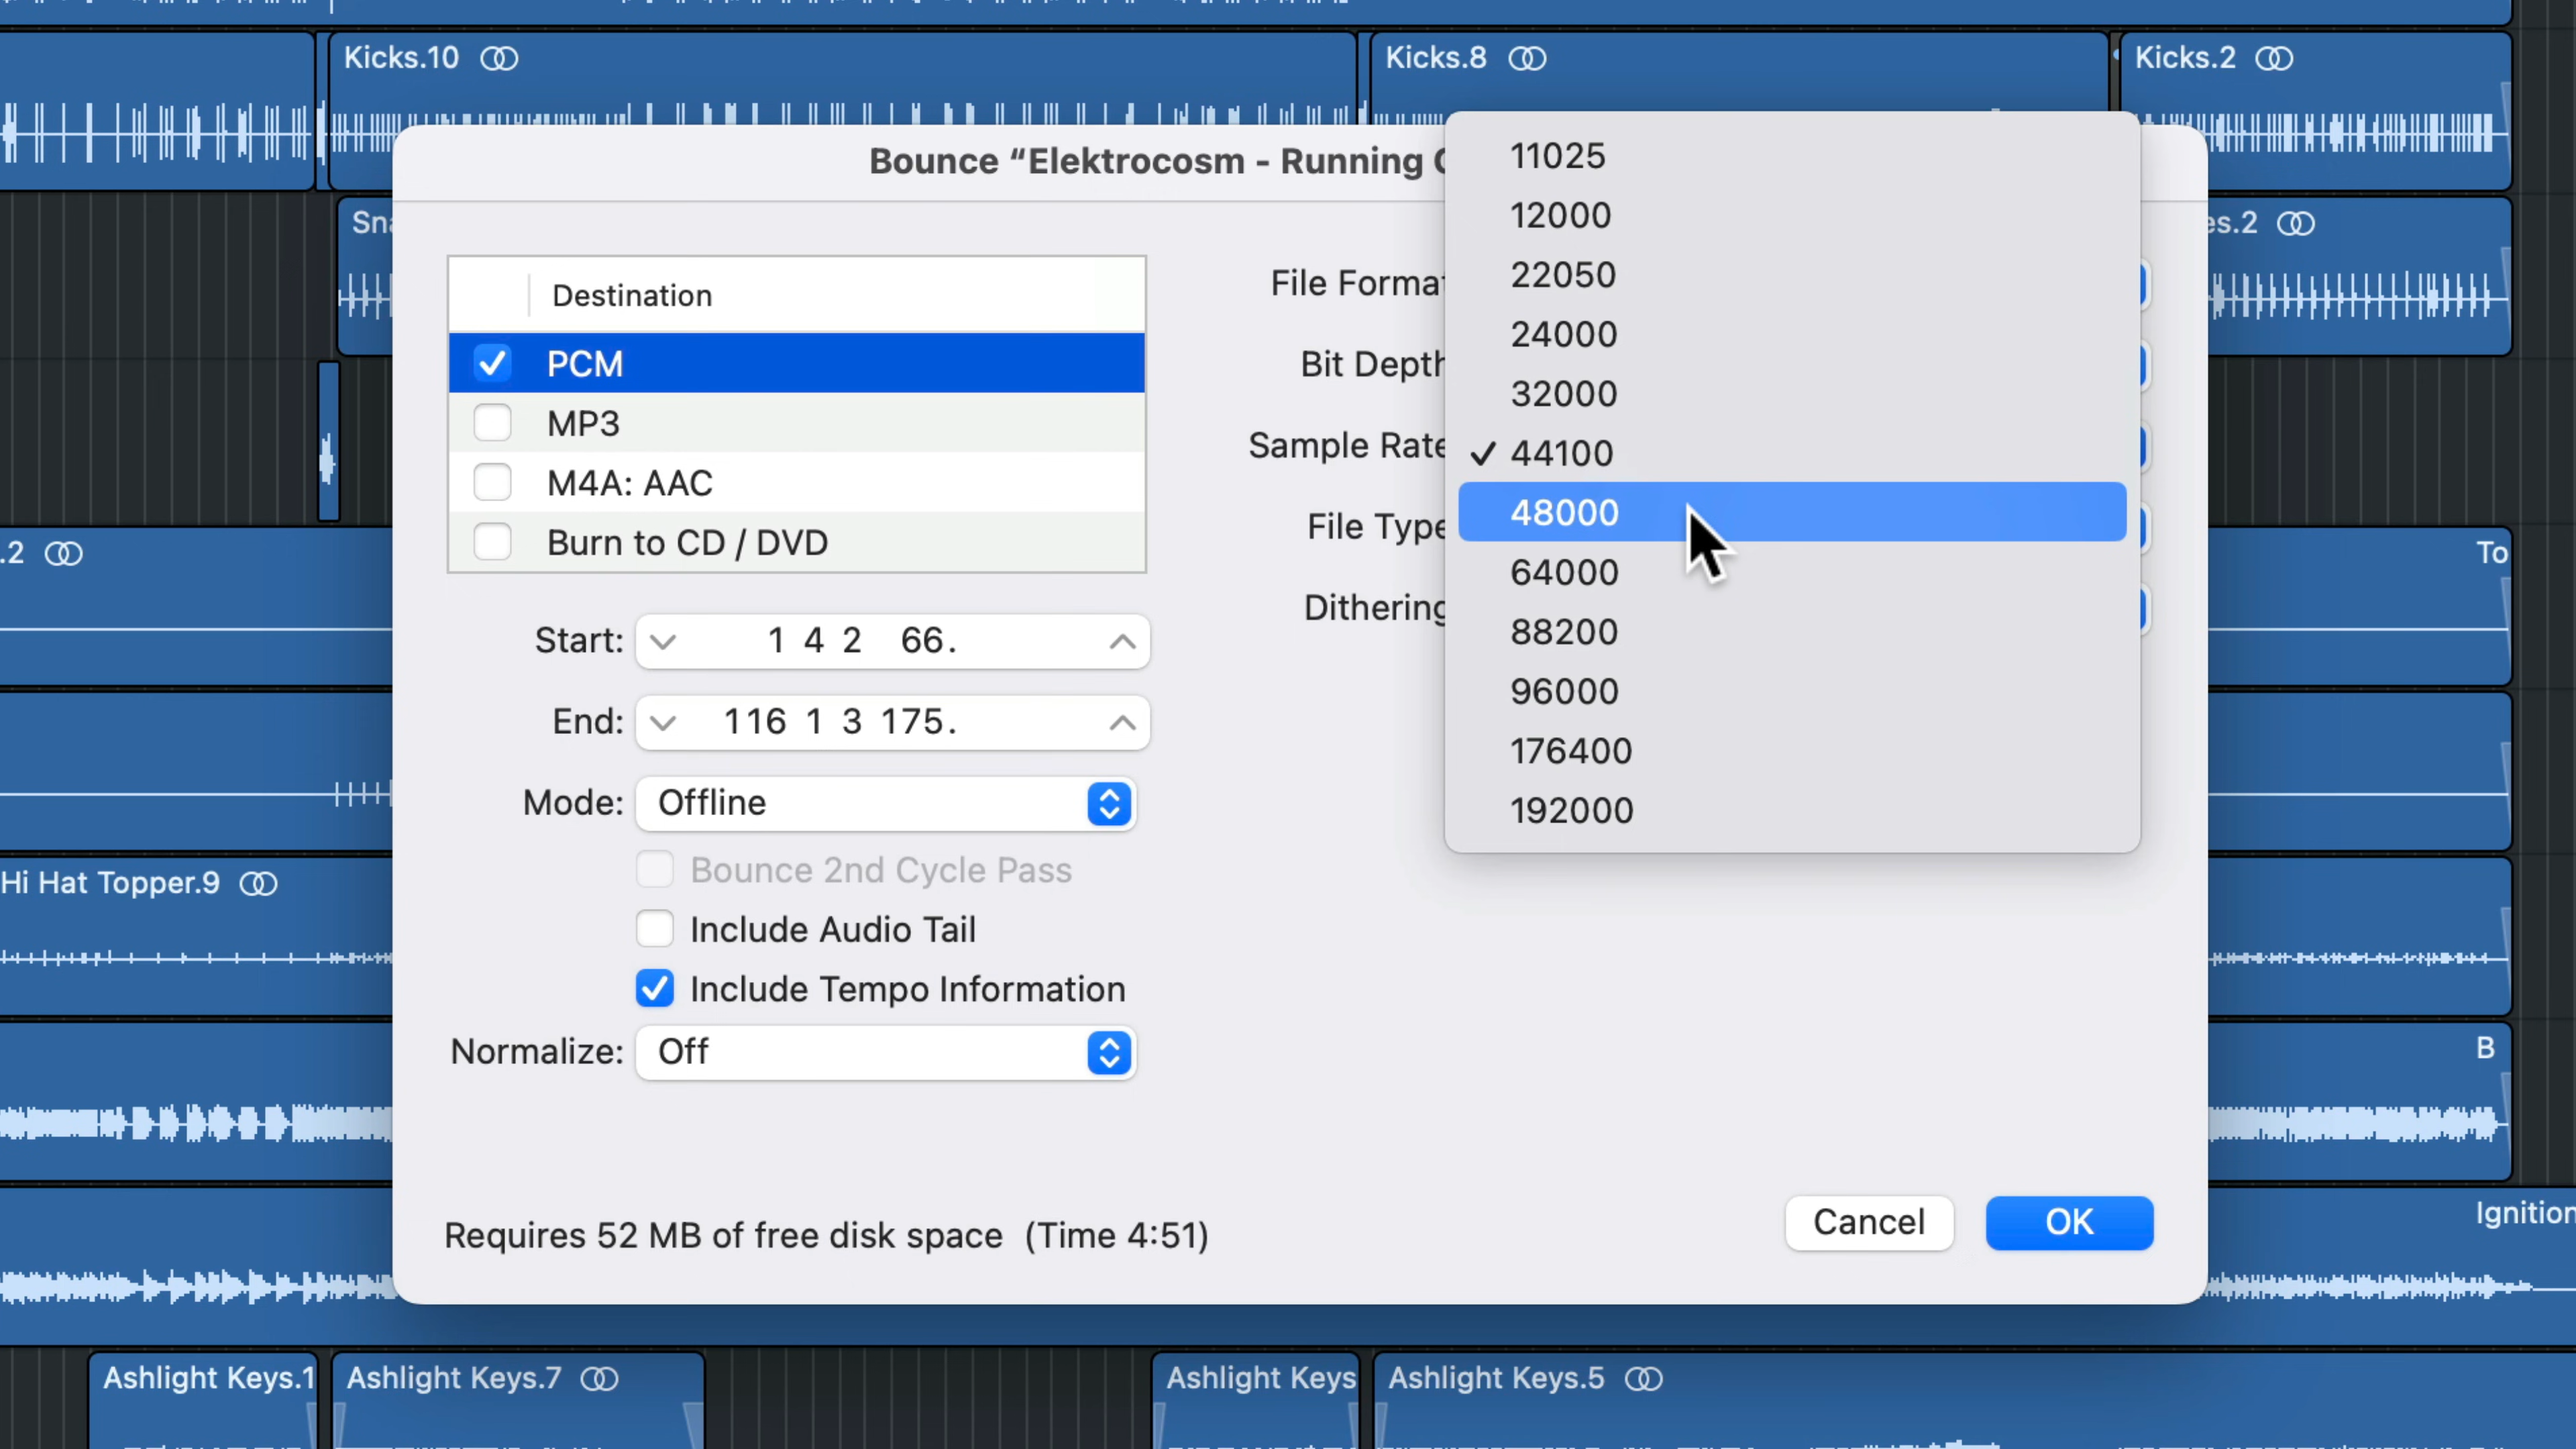 Kicks.10
Kicks.8
Kicks.2
Bounce “Elektrocosm - Running
Destination
PCM
MP3
M4A: AAC
Burn to CD / DVD
Start: 1 4 2 66.
End: 116 1 3 175.
Mode: Offline
Bounce 2nd Cycle Pass
Include Audio Tail
Include Tempo Information
Normalize: Off
Requires 52 MB of free disk space (Time 4:51)
File Format
Bit Depth
Sample Rate
File Type
Dithering
11025
12000
22050
24000
32000
✓ 44100
48000
64000
88200
96000
176400
192000
Cancel
OK
Sna
es.2
.2
To
Hi Hat Topper.9
B
Ignition
Ashlight Keys.1
Ashlight Keys.7
Ashlight Keys
Ashlight Keys.5